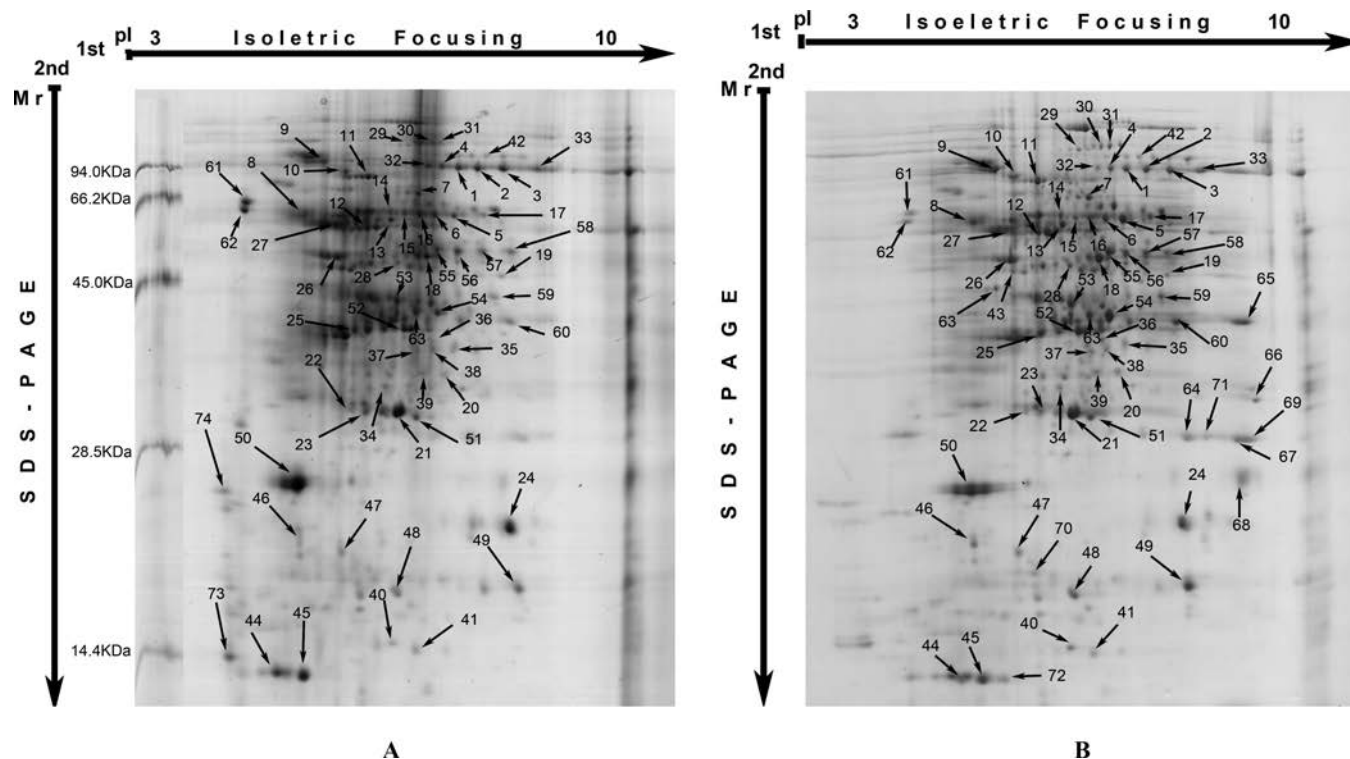 pI 3 Isoletric Focusing 10
1st
2nd
Mr
9 11 29 30 31 42 33
10 32 4
94.0KDa
61 8 14 7 1 2 3
66.2KDa
12 17
62 27 13 15 16 6 5 58
28 53 55 56 57 19
26 18
45.0KDa
52 54 59
25 63 36 60
37 35
22 38
39 20
74 23 34 51
50 21
28.5KDa
24
46 47
48 49
73 44 45 40 41
14.4KDa
SDS-PAGE
A
pI 3 Isoeletric Focusing 10
1st
2nd
Mr
30 31
29 4 42 2
10 11 32 33
9
61 14 7 1 3
8 12 17
62 27 13 15 16 6 5 57
58
26 28 53 55 56 19
18
63 43 52 54 59 65
25 63 36 60
37 35
38 66
23 39 20 64 71 69
22 34 21 51 67
50
24
46 47 68
70 48 49
40 41
44 45
72
SDS-PAGE
B